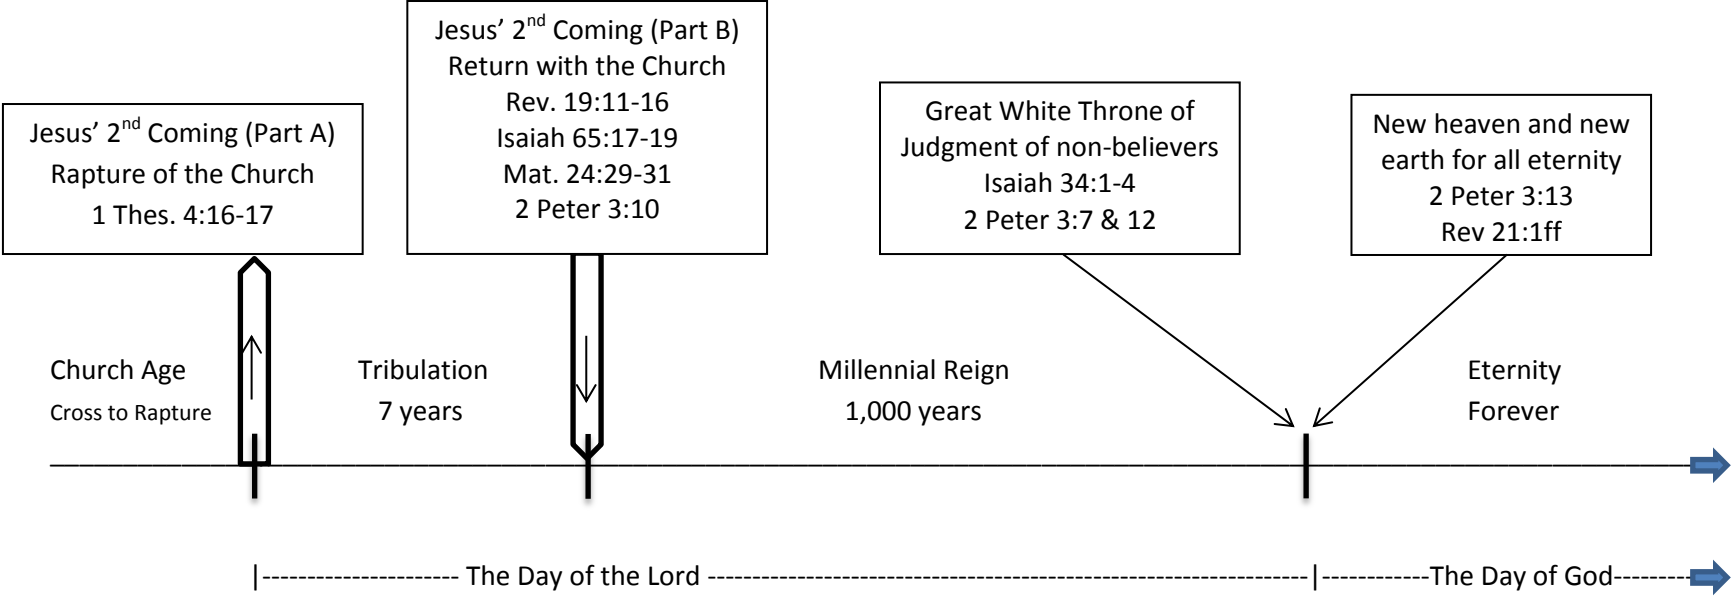 Jesus’ 2nd Coming (Part A)
Rapture of the Church
1 Thes. 4:16-17
Jesus’ 2nd Coming (Part B)
Return with the Church
Rev. 19:11-16
Isaiah 65:17-19
Mat. 24:29-31
2 Peter 3:10
Great White Throne of
Judgment of non-believers
Isaiah 34:1-4
2 Peter 3:7 & 12
New heaven and new
earth for all eternity
2 Peter 3:13
Rev 21:1ff
Church Age
Cross to Rapture
Tribulation
7 years
Millennial Reign
1,000 years
Eternity
Forever
|--------------------- The Day of the Lord ----------------------------------------------------------------|------------The Day of God--------